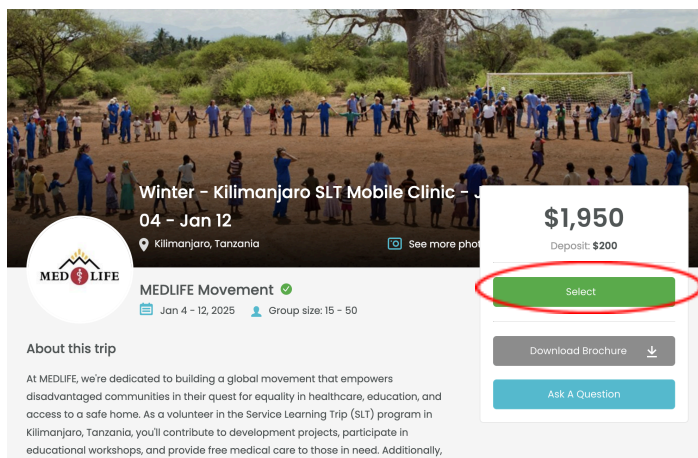 Winter - Kilimanjaro SLT Mobile Clinic - J
04 - Jan 12
Kilimanjaro, Tanzania
See more phot
MED LIFE
MEDLIFE Movement
Jan 4 - 12, 2025
Group size: 15 - 50
$1,950
Deposit: $200
Select
Download Brochure
Ask A Question
About this trip
At MEDLIFE, we're dedicated to building a global movement that empowers
disadvantaged communities in their quest for equality in healthcare, education, and
access to a safe home. As a volunteer in the Service Learning Trip (SLT) program in
Kilimanjaro, Tanzania, you'll contribute to development projects, participate in
educational workshops, and provide free medical care to those in need. Additionally,